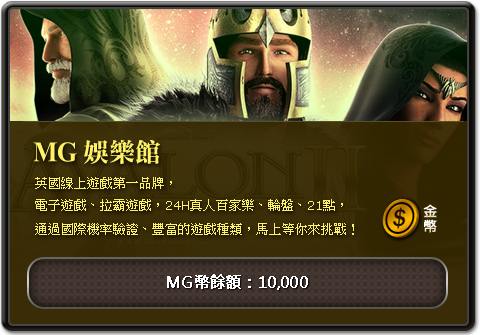 MG 娛樂館
英國線上遊戲第一品牌，
電子遊戲、拉霸遊戲，24H真人百家樂、輪盤、21點，
通過國際機率驗證、豐富的遊戲種類，馬上等你來挑戰！
$
金幣
MG幣餘額：10,000